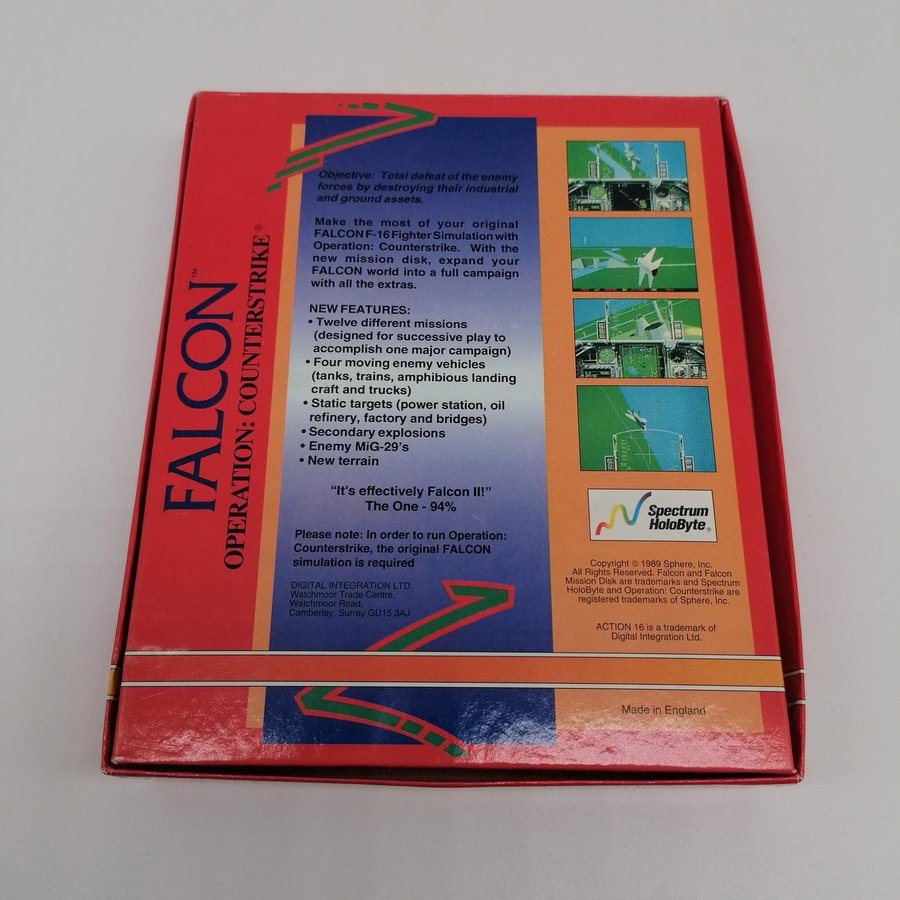 FALCON™
OPERATION: COUNTERSTRIKE®
Objective: Total defeat of the enemy
forces by destroying their industrial
and ground assets.
Make the most of your original
FALCON F-16 Fighter Simulation with
Operation: Counterstrike. With the
new mission disk, expand your
FALCON world into a full campaign
with all the extras.
NEW FEATURES:
• Twelve different missions
(designed for successive play to
accomplish one major campaign)
• Four moving enemy vehicles
(tanks, trains, amphibious landing
craft and trucks)
• Static targets (power station, oil
refinery, factory and bridges)
• Secondary explosions
• Enemy MiG-29's
• New terrain
“It's effectively Falcon II!”
The One - 94%
Please note: In order to run Operation:
Counterstrike, the original FALCON
simulation is required
DIGITAL INTEGRATION LTD.
Watchmoor Trade Centre,
Watchmoor Road,
Camberley, Surrey GU15 3AJ
Spectrum
HoloByte®
Copyright © 1989 Sphere, Inc.
All Rights Reserved. Falcon and Falcon
Mission Disk are trademarks and Spectrum
HoloByte and Operation: Counterstrike are
registered trademarks of Sphere, Inc.
ACTION 16 is a trademark of
Digital Integration Ltd.
Made in England